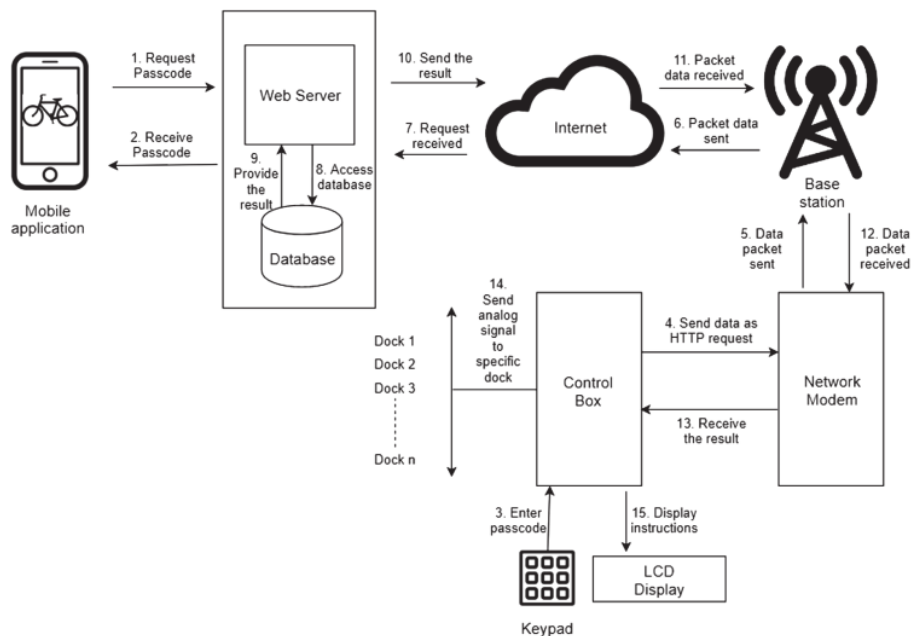 1. Request
Passcode
2. Receive
Passcode
Mobile
application
Web Server
9.
Provide
the
result
8. Access
database
Database
10. Send the
result
7. Request
received
Internet
11. Packet
data received
6. Packet data
sent
Base
station
5. Data
packet
sent
12. Data
packet
received
14.
Send
analog
signal
to
specific
dock
Dock 1
Dock 2
Dock 3
Dock n
Control
Box
4. Send data as
HTTP request
13. Receive
the result
Network
Modem
3. Enter
passcode
15. Display
instructions
Keypad
LCD
Display